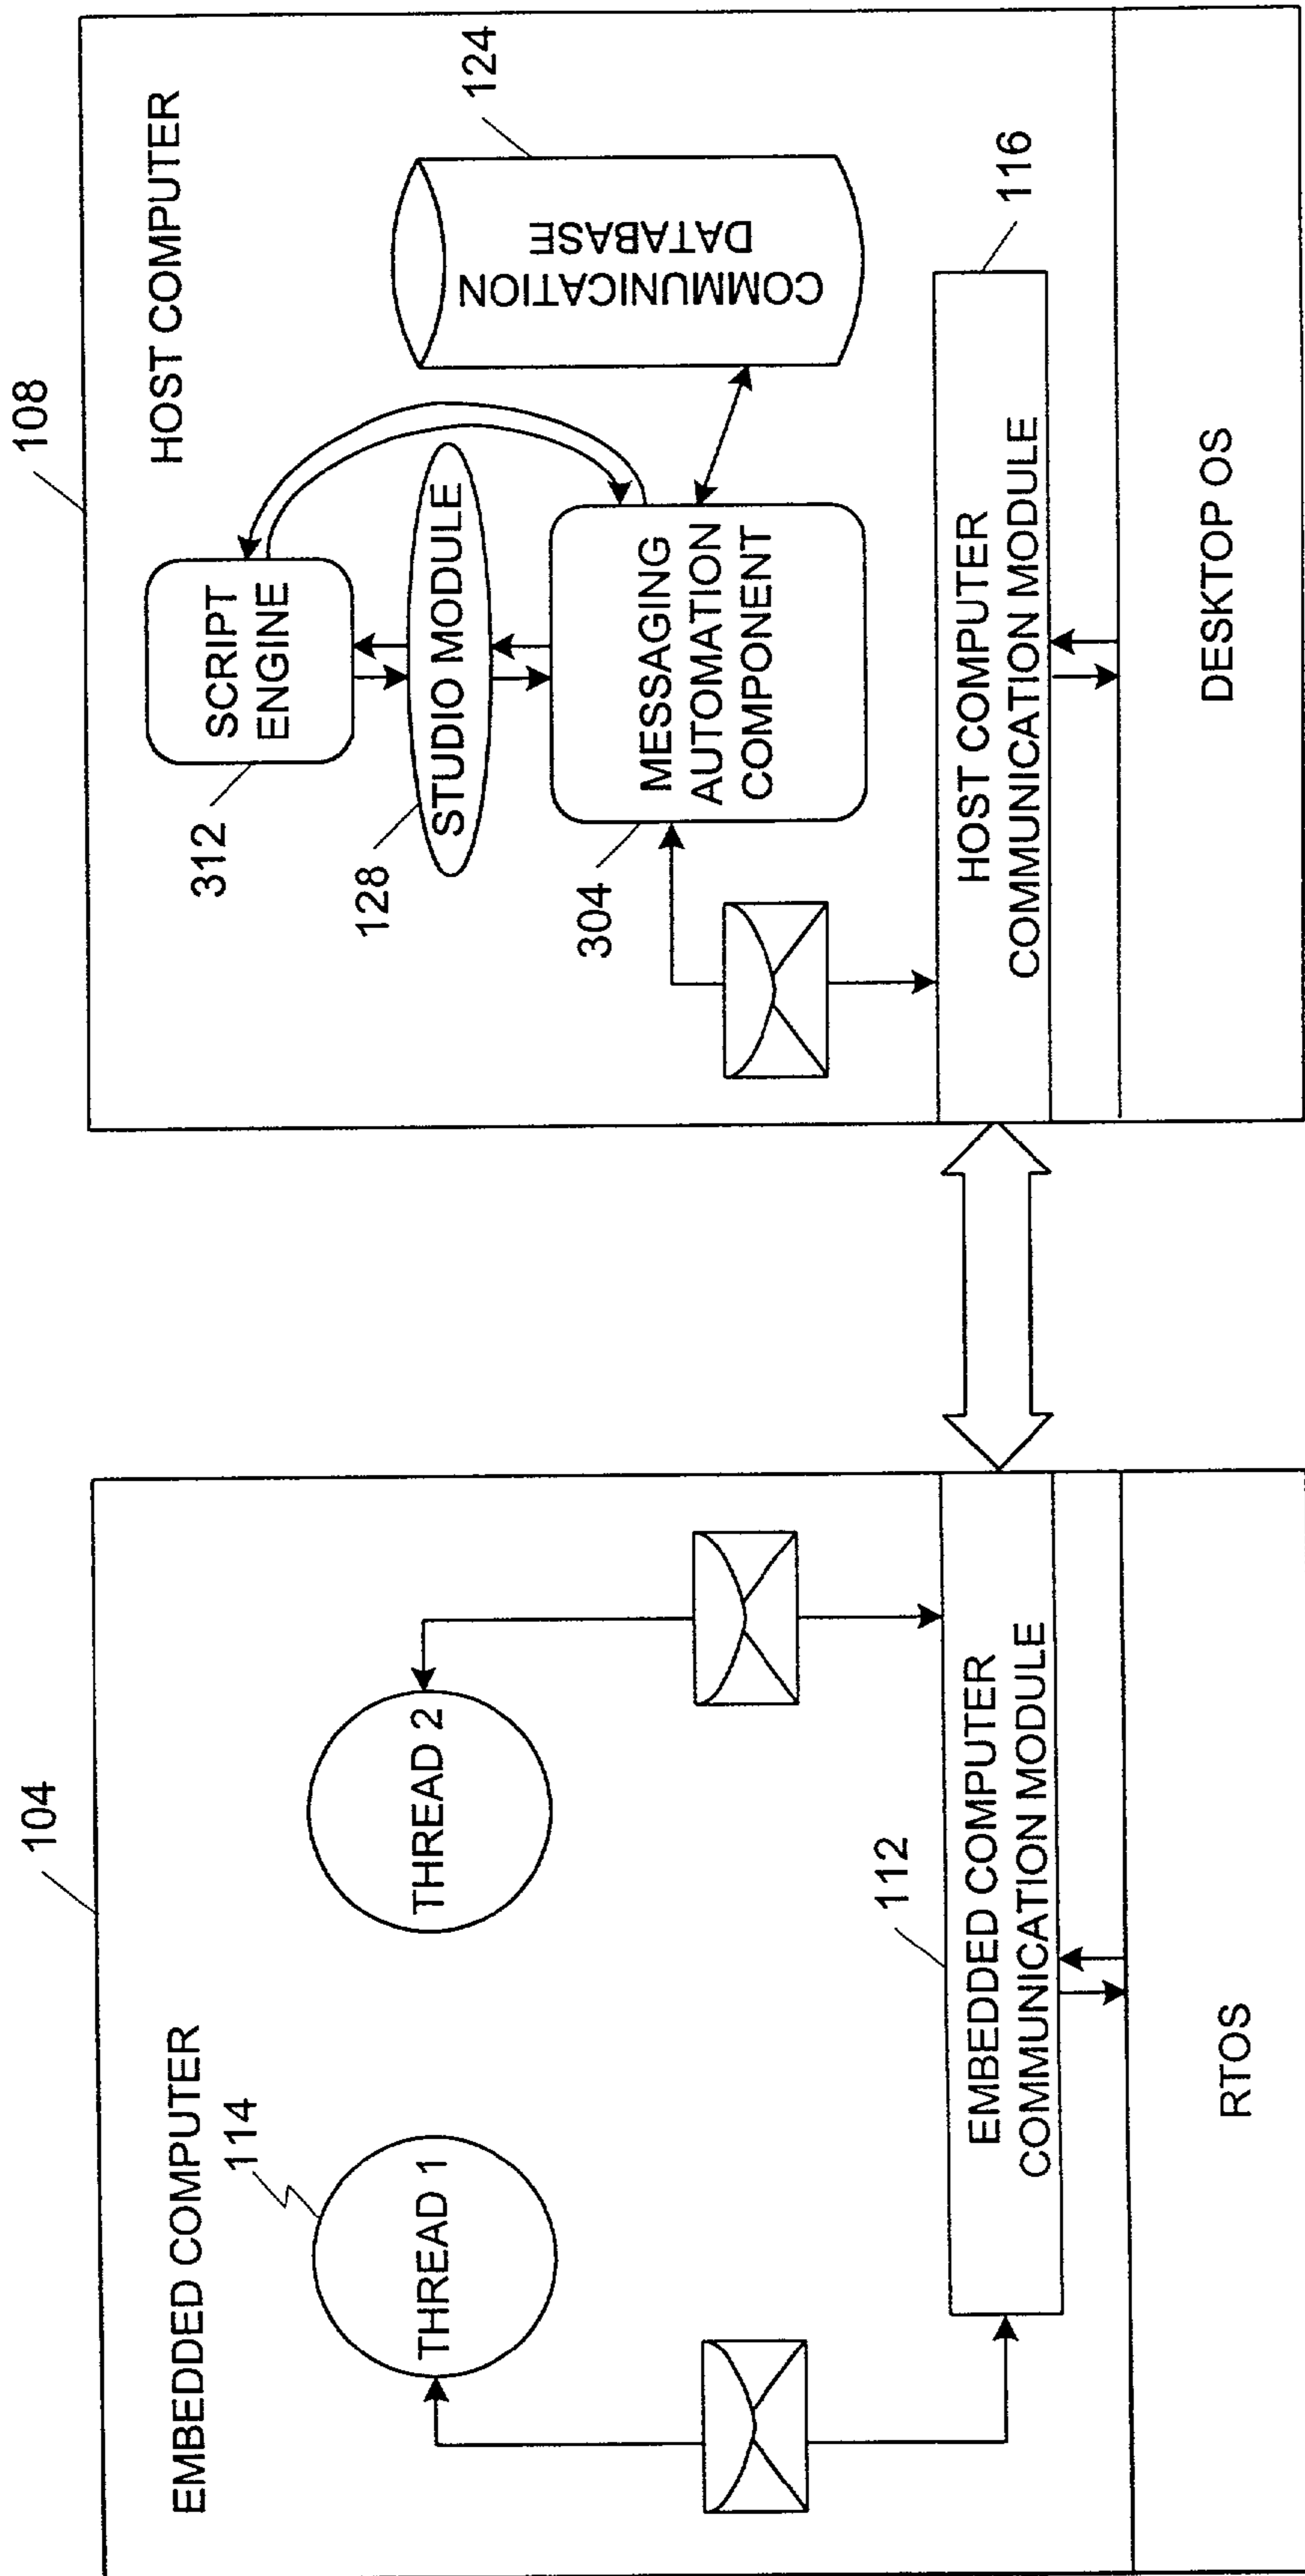 104
EMBEDDED COMPUTER
114
THREAD 1
THREAD 2
112
EMBEDDED COMPUTER
COMMUNICATION MODULE
RTOS
108
HOST COMPUTER
312
SCRIPT
ENGINE
128
STUDIO MODULE
304
MESSAGING
AUTOMATION
COMPONENT
124
COMMUNICATION
DATABASE
116
HOST COMPUTER
COMMUNICATION MODULE
DESKTOP OS